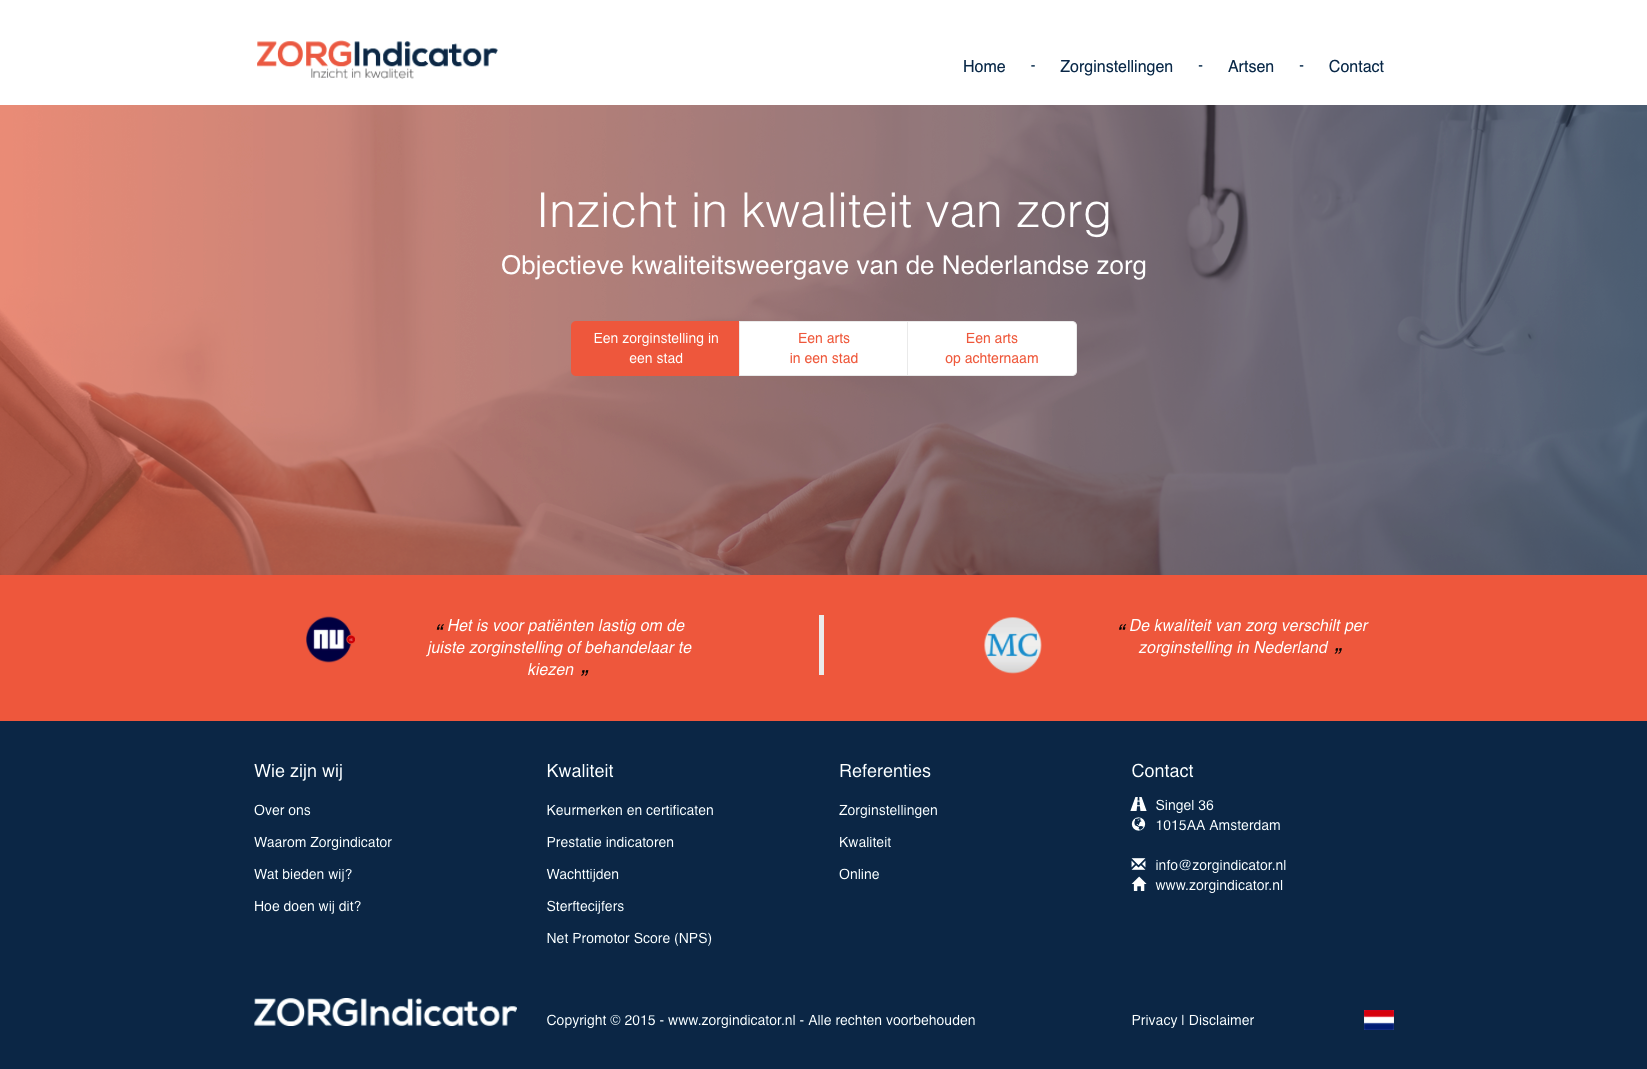 ZORGIndicator
Inzicht in kwaliteit
Home - Zorginstellingen - Artsen - Contact
Inzicht in kwaliteit van zorg
Objectieve kwaliteitsweergave van de Nederlandse zorg
Een zorginstelling in
een stad
Een arts
in een stad
Een arts
op achternaam
NU
“ Het is voor patiënten lastig om de
juiste zorginstelling of behandelaar te
kiezen ”
MC
“ De kwaliteit van zorg verschilt per
zorginstelling in Nederland ”
Wie zijn wij
Over ons
Waarom Zorgindicator
Wat bieden wij?
Hoe doen wij dit?
Kwaliteit
Keurmerken en certificaten
Prestatie indicatoren
Wachttijden
Sterftecijfers
Net Promotor Score (NPS)
Referenties
Zorginstellingen
Kwaliteit
Online
Contact
Singel 36
1015AA Amsterdam
info@zorgindicator.nl
www.zorgindicator.nl
ZORGIndicator
Copyright © 2015 - www.zorgindicator.nl - Alle rechten voorbehouden
Privacy | Disclaimer